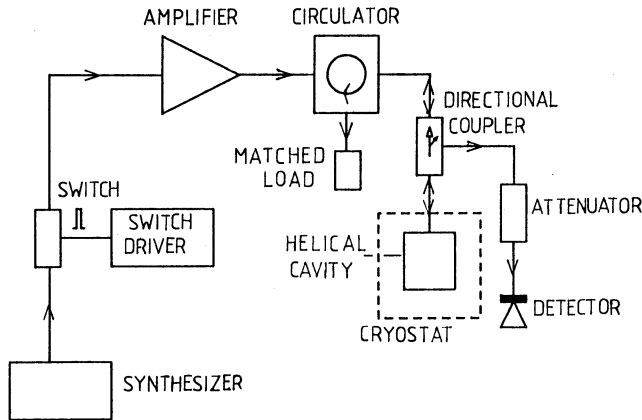 AMPLIFIER
CIRCULATOR
DIRECTIONAL
COUPLER
MATCHED
LOAD
SWITCH
SWITCH
DRIVER
ATTENUATOR
HELICAL
CAVITY
CRYOSTAT
DETECTOR
SYNTHESIZER